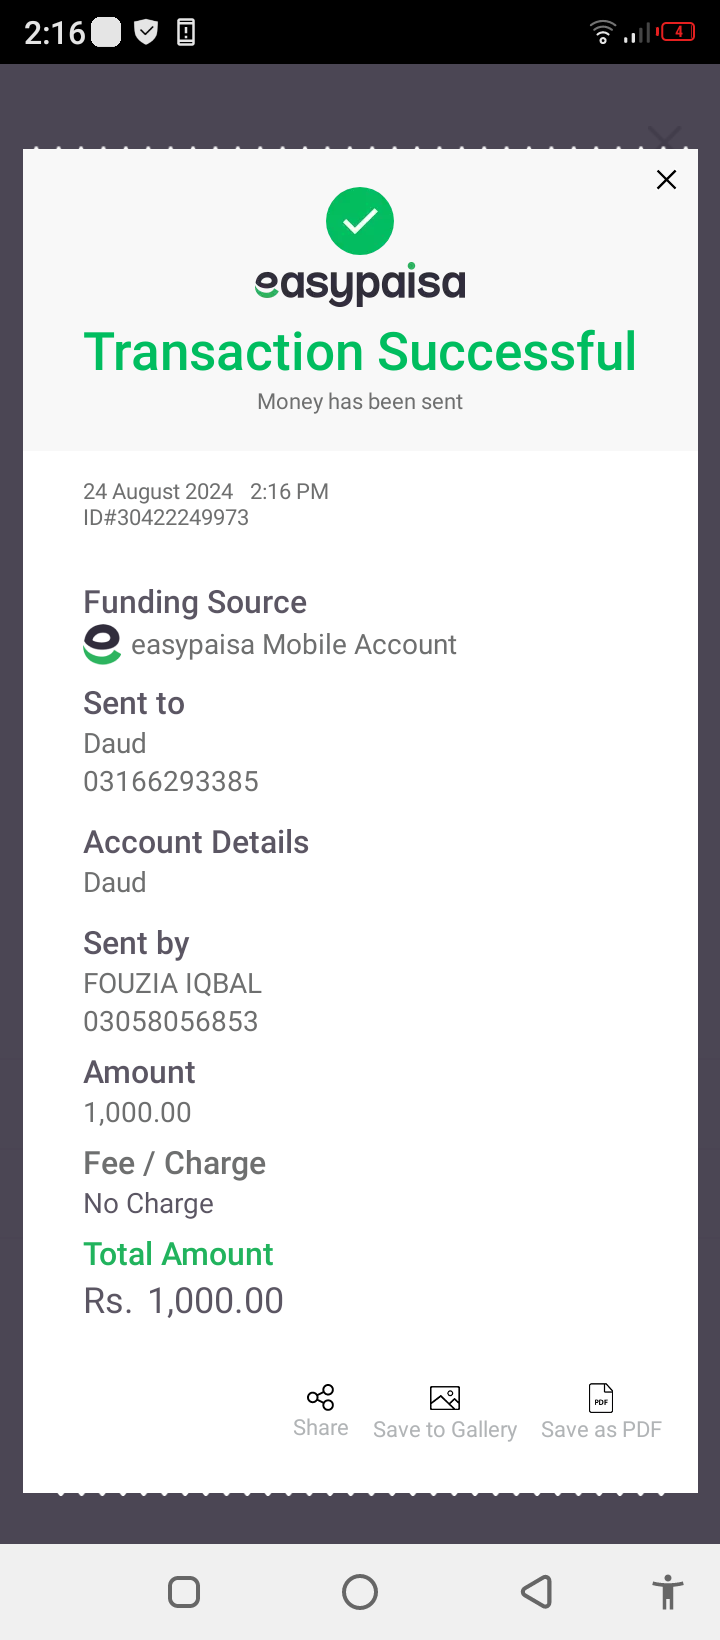 2:16
4
easypaisa
Transaction Successful
Money has been sent
24 August 2024 2:16 PM
ID#30422249973
Funding Source
easypaisa Mobile Account
Sent to
Daud
03166293385
Account Details
Daud
Sent by
FOUZIA IQBAL
03058056853
Amount
1,000.00
Fee / Charge
No Charge
Total Amount
Rs. 1,000.00
PDF
Share Save to Gallery Save as PDF